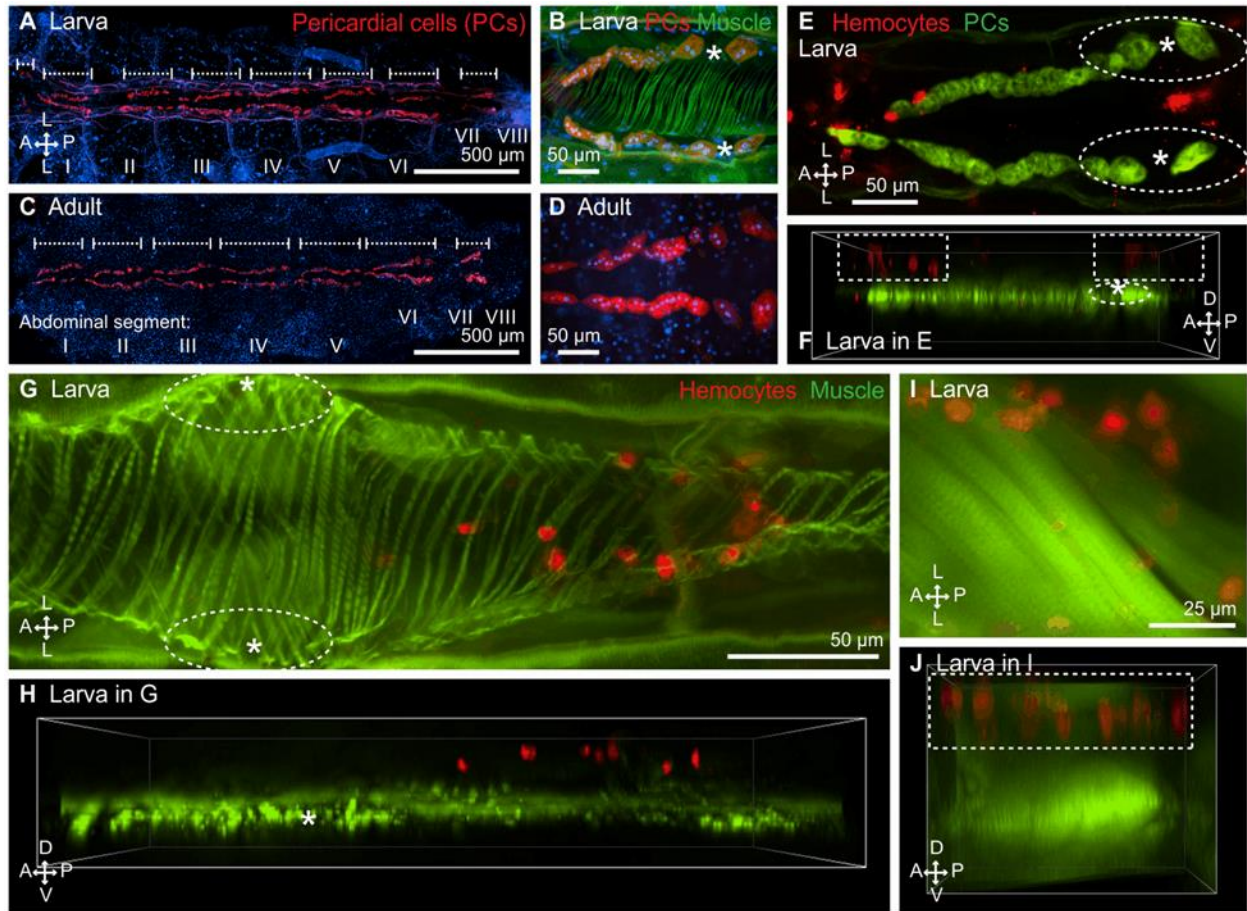 A Larva Pericardial cells (PCs)
L
A P
L
I II III IV V VI VII VIII
500 µm
B Larva PCs Muscle
*
*
50 µm
C Adult
Abdominal segment:
I II III IV V VI VII VIII
500 µm
D Adult
50 µm
E Hemocytes PCs
Larva
*
*
L
A P
L
50 µm
*
D
A P
V
F Larva in E
G Larva Hemocytes Muscle
*
*
L
A P
L
50 µm
H Larva in G
*
D
A P
V
I Larva
L
A P
L
25 µm
J Larva in I
D
A P
V